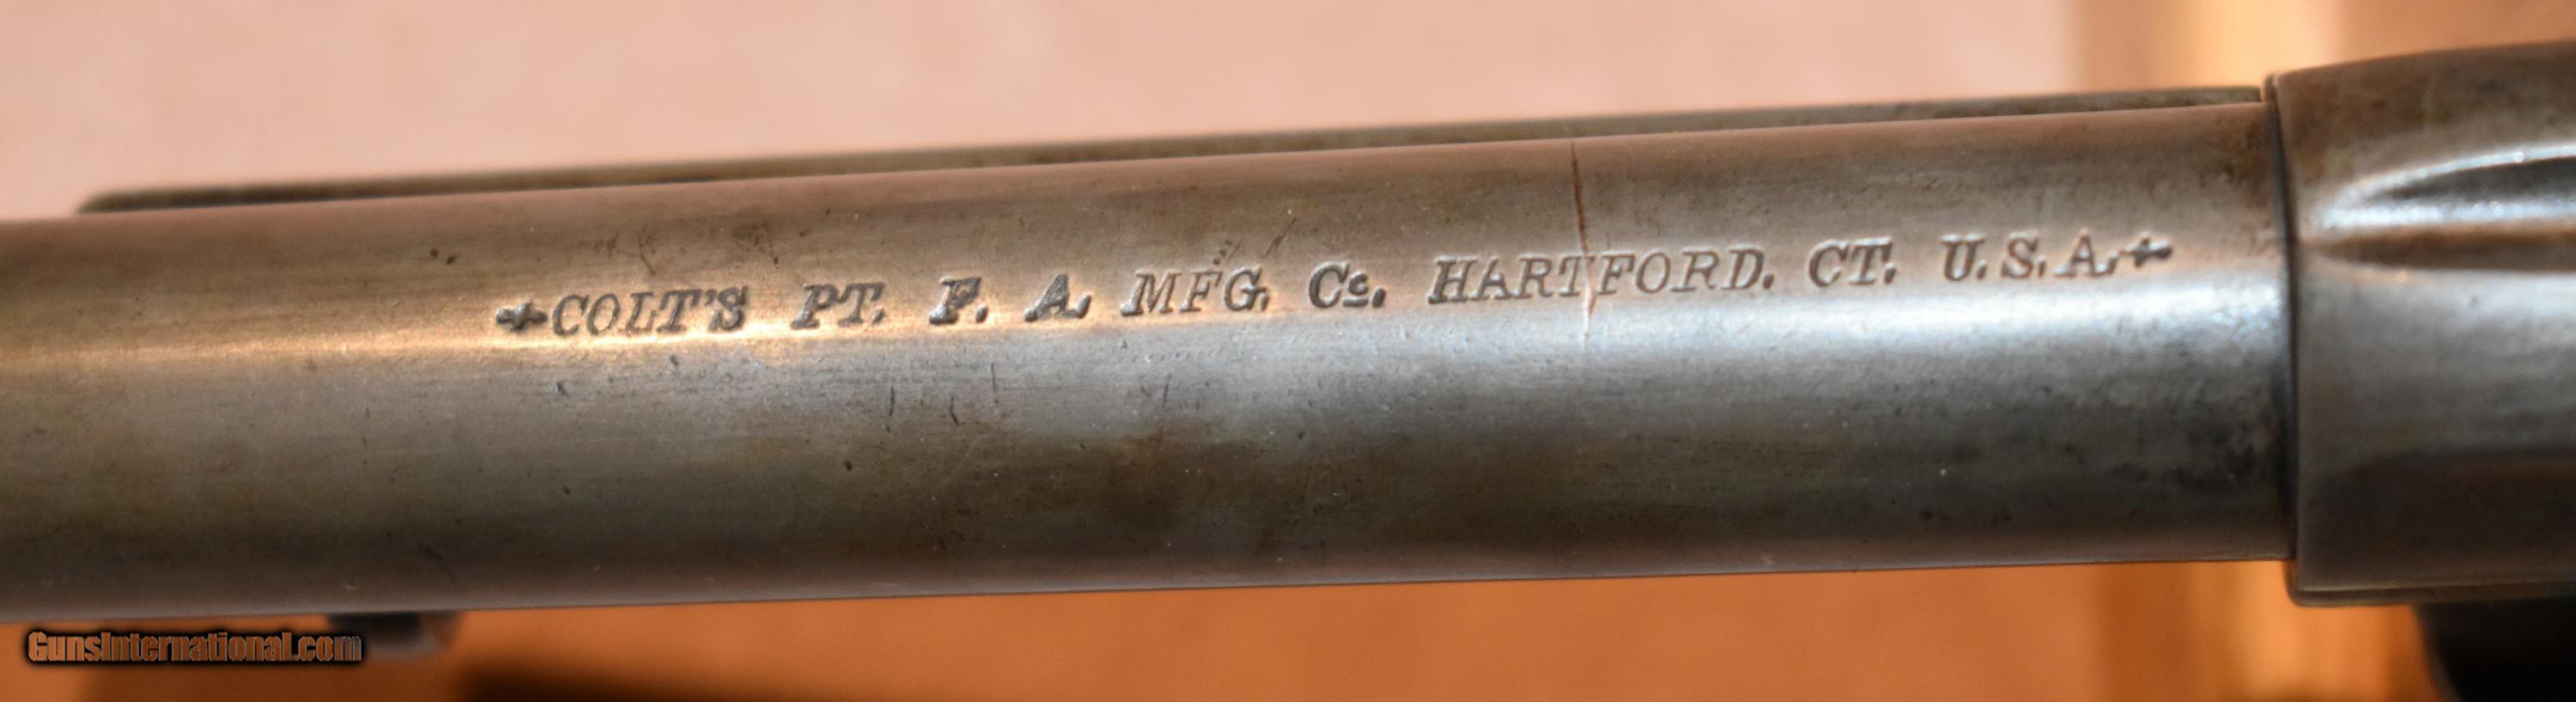 +COLT'S PT. F. A. MFG. Co. HARTFORD. CT. U.S.A.+
GunsInternational.com